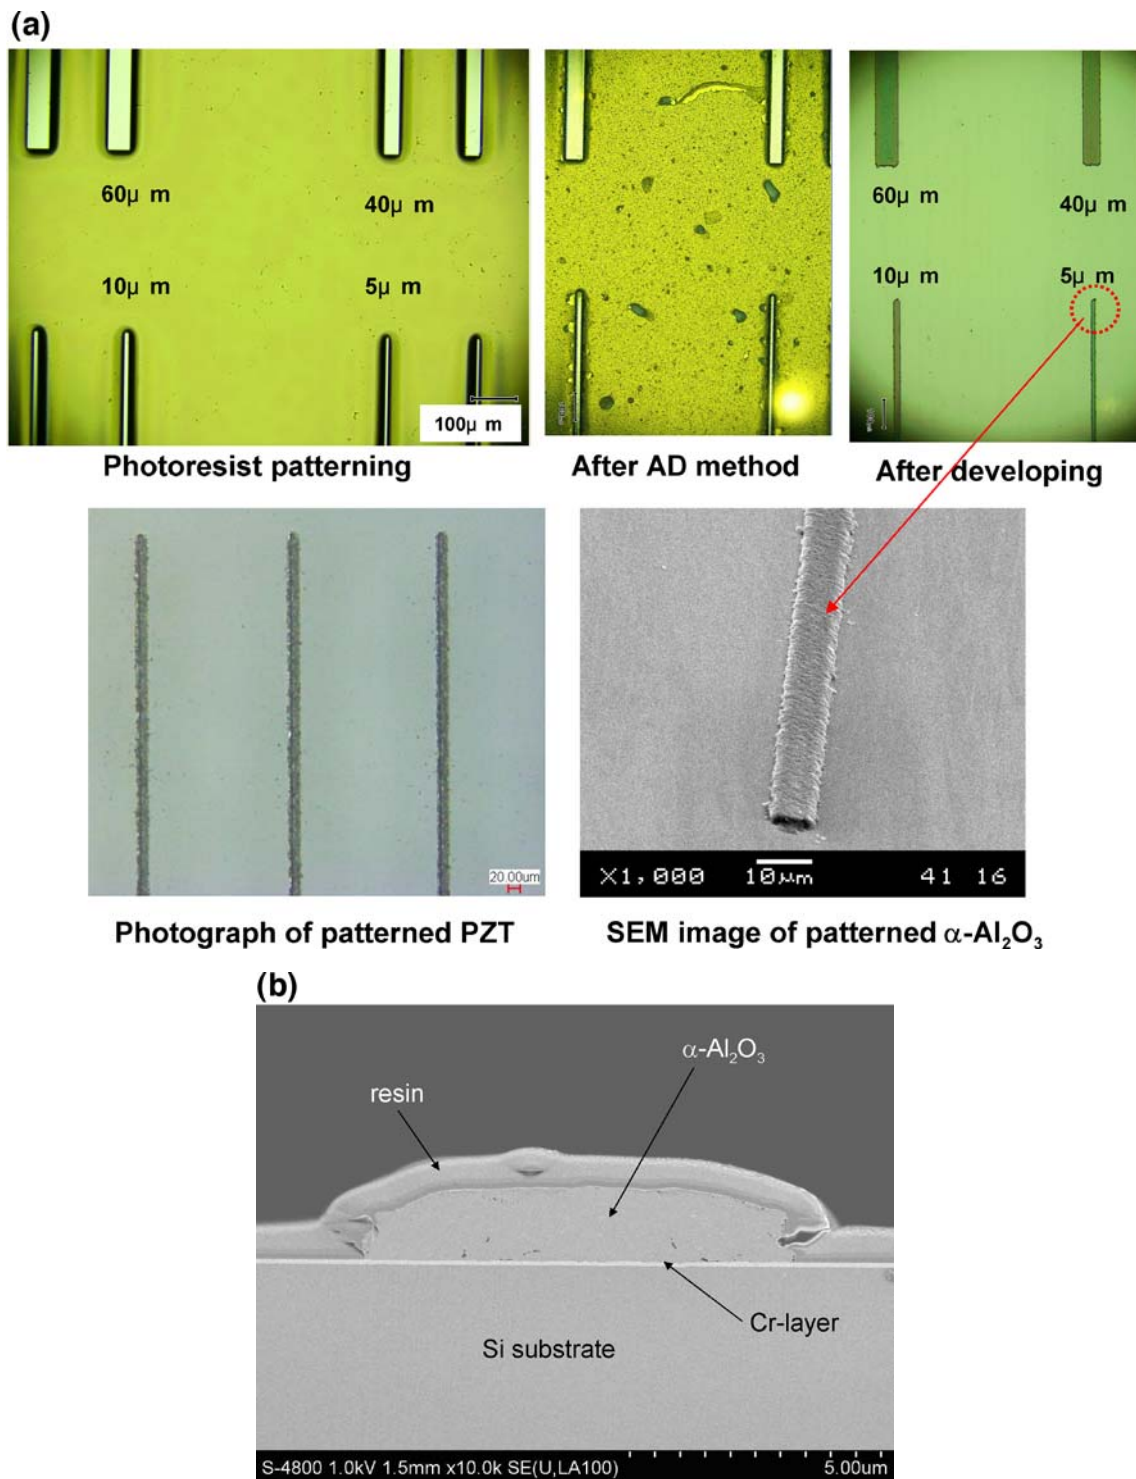 (a)
60μ m
40μ m
10μ m
5μ m
100μ m
60μ m
40μ m
10μ m
5μ m
Photoresist patterning
After AD method
After developing
20.00um
X1,000 10μm 41 16
Photograph of patterned PZT
SEM image of patterned α-Al₂O₃
(b)
α-Al₂O₃
resin
Cr-layer
Si substrate
S-4800 1.0kV 1.5mm x10.0k SE(U,LA100) 5.00um